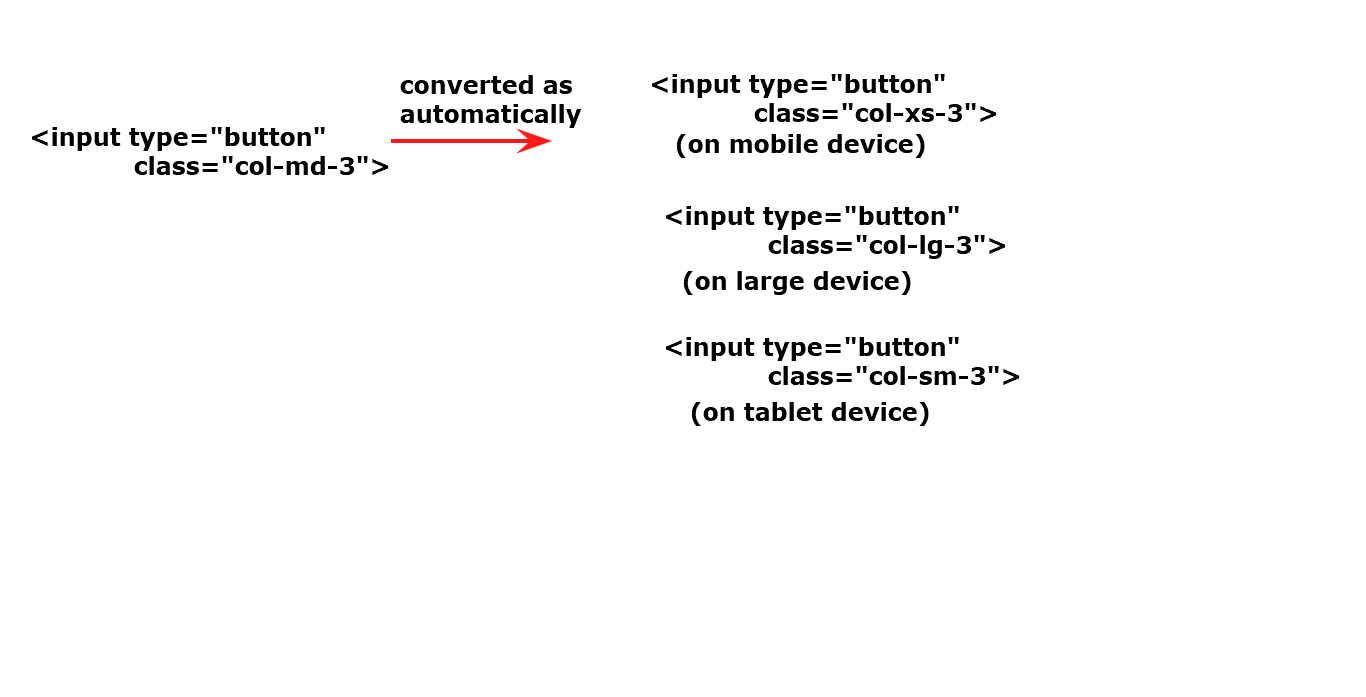 <input type="button"
class="col-md-3">
converted as
automatically
<input type="button"
class="col-xs-3">
(on mobile device)
<input type="button"
class="col-lg-3">
(on large device)
<input type="button"
class="col-sm-3">
(on tablet device)